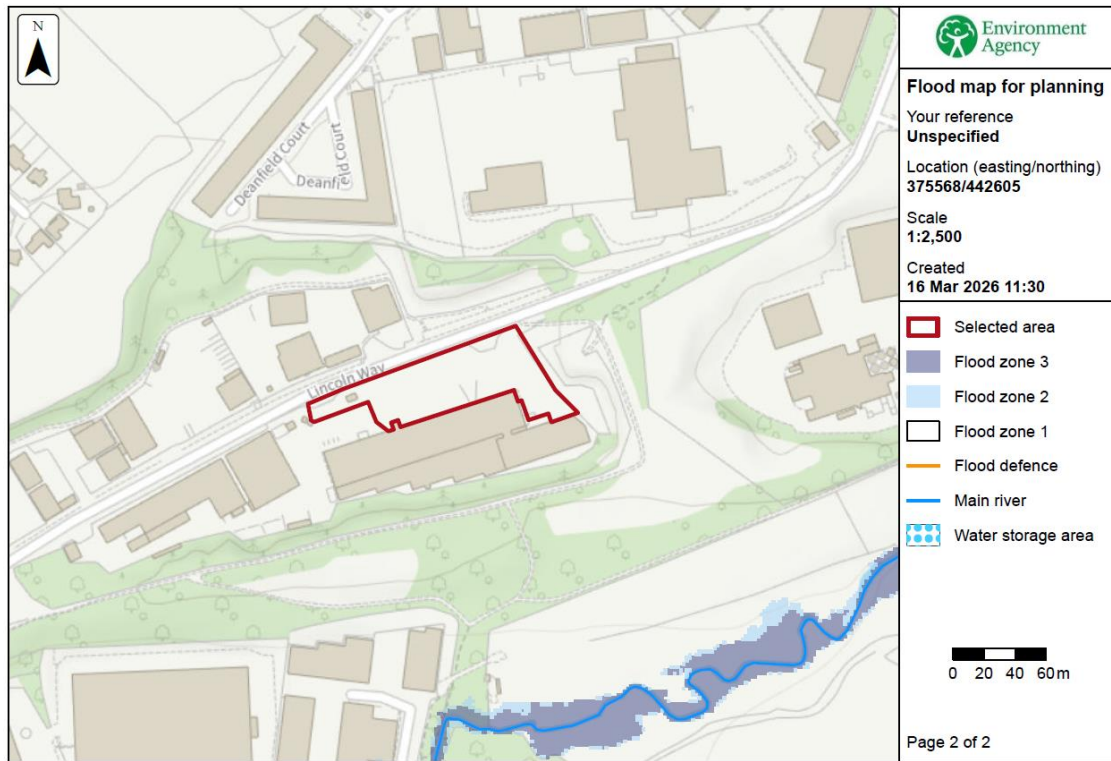 N
Deanfield Court
Deanfi
eld Court
Lincoln Way
Environment
Agency
Flood map for planning
Your reference
Unspecified
Location (easting/northing)
375568/442605
Scale
1:2,500
Created
16 Mar 2026 11:30
Selected area
Flood zone 3
Flood zone 2
Flood zone 1
Flood defence
Main river
Water storage area
0 20 40 60m
Page 2 of 2